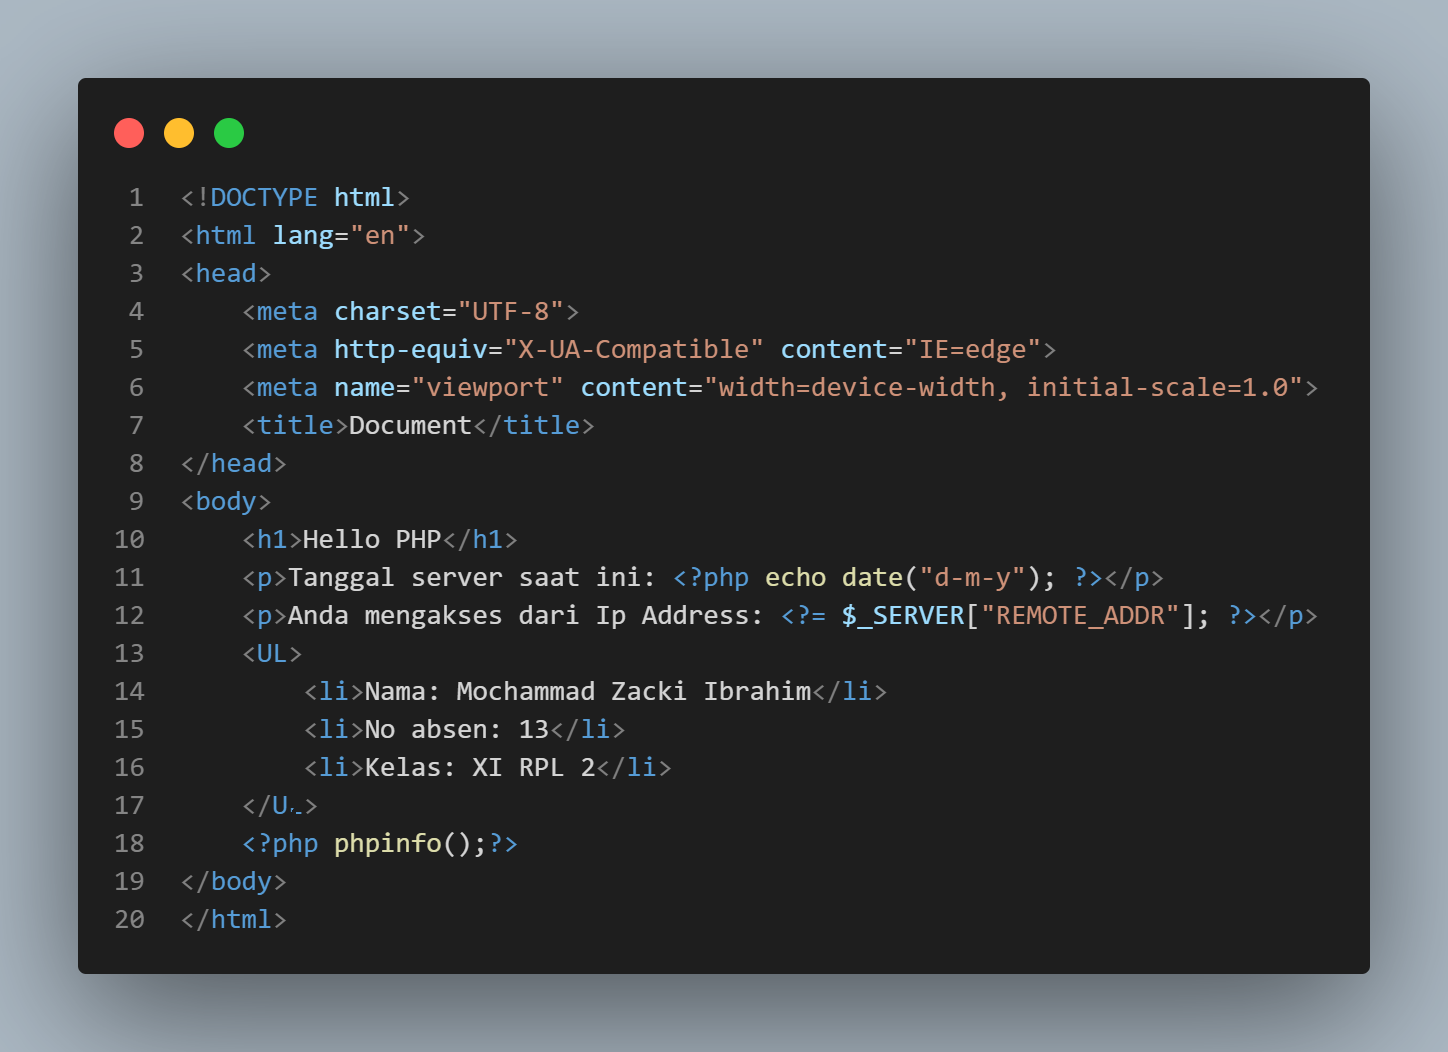 1 <!DOCTYPE html>
2 <html lang="en">
3 <head>
4     <meta charset="UTF-8">
5     <meta http-equiv="X-UA-Compatible" content="IE=edge">
6     <meta name="viewport" content="width=device-width, initial-scale=1.0">
7     <title>Document</title>
8 </head>
9 <body>
10     <h1>Hello PHP</h1>
11     <p>Tanggal server saat ini: <?php echo date("d-m-y"); ?></p>
12     <p>Anda mengakses dari Ip Address: <?= $_SERVER["REMOTE_ADDR"]; ?></p>
13     <UL>
14         <li>Nama: Mochammad Zacki Ibrahim</li>
15         <li>No absen: 13</li>
16         <li>Kelas: XI RPL 2</li>
17
18     <?php phpinfo();?>
19 </body>
20 </html>